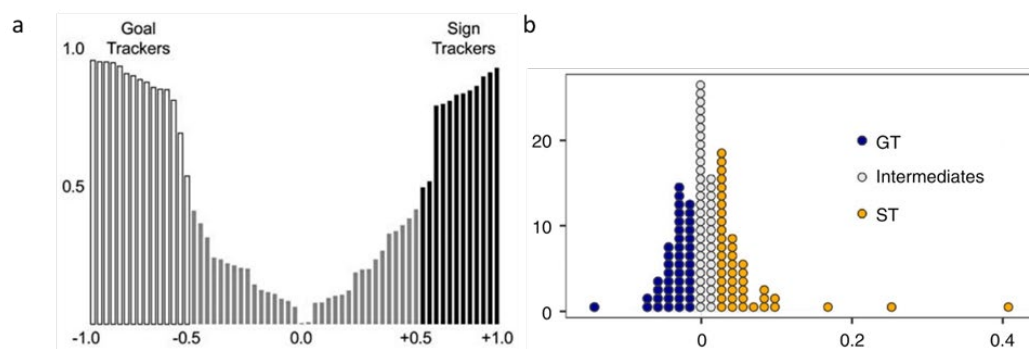 a
Goal
Trackers
Sign
Trackers
1.0
0.5
-1.0
-0.5
0.0
+0.5
+1.0
b
20
10
0
GT
Intermediates
ST
0
0.2
0.4